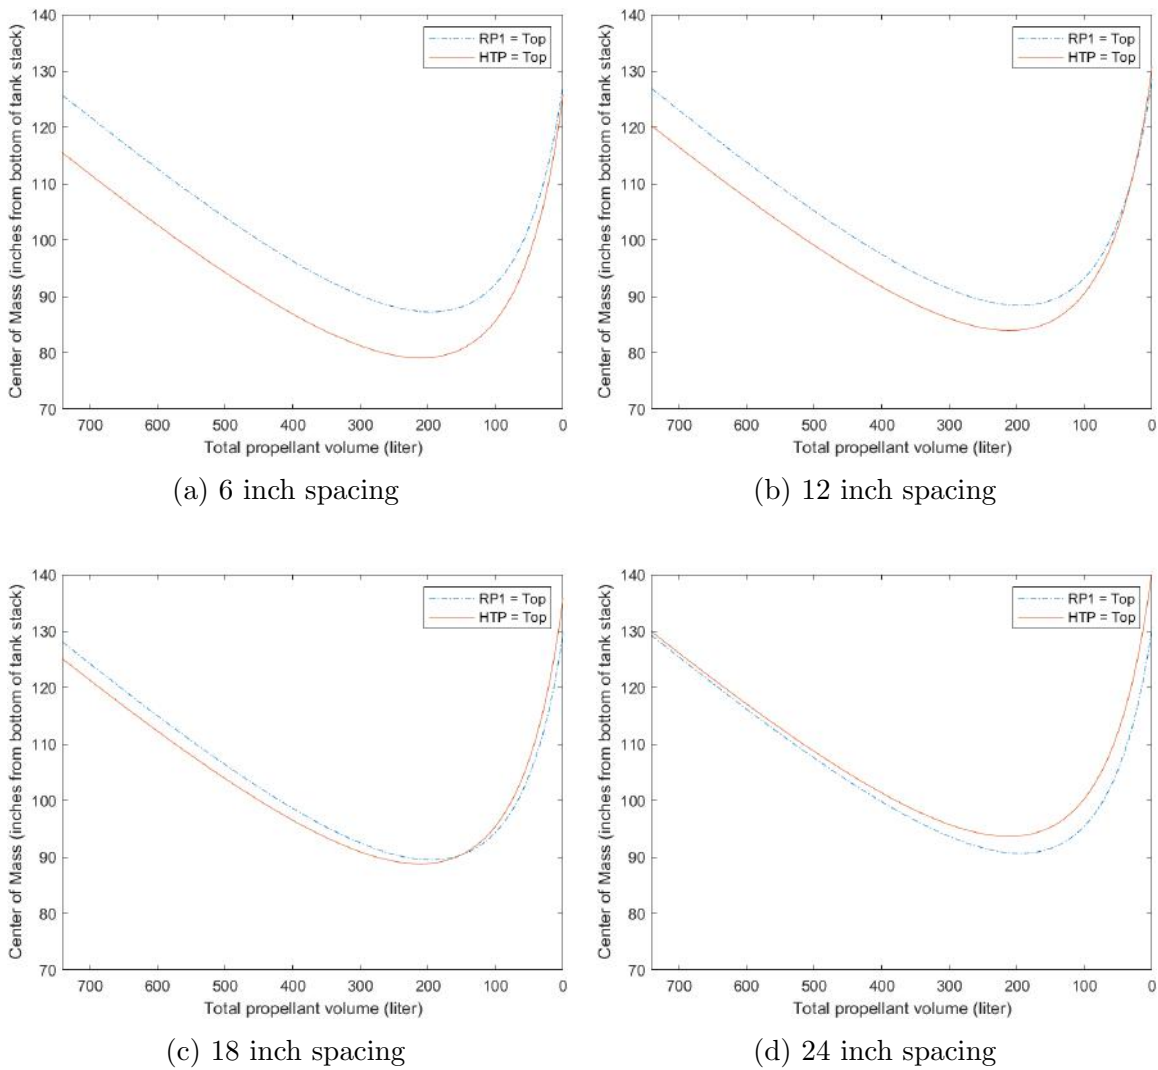 140
130
120
110
100
90
80
70
Center of Mass (inches from bottom of tank stack)
RP1 = Top
HTP = Top
700 600 500 400 300 200 100 0
Total propellant volume (liter)
(a) 6 inch spacing
140
130
120
110
100
90
80
70
Center of Mass (inches from bottom of tank stack)
RP1 = Top
HTP = Top
700 600 500 400 300 200 100 0
Total propellant volume (liter)
(b) 12 inch spacing
140
130
120
110
100
90
80
70
Center of Mass (inches from bottom of tank stack)
RP1 = Top
HTP = Top
700 600 500 400 300 200 100 0
Total propellant volume (liter)
(c) 18 inch spacing
140
130
120
110
100
90
80
70
Center of Mass (inches from bottom of tank stack)
RP1 = Top
HTP = Top
700 600 500 400 300 200 100 0
Total propellant volume (liter)
(d) 24 inch spacing